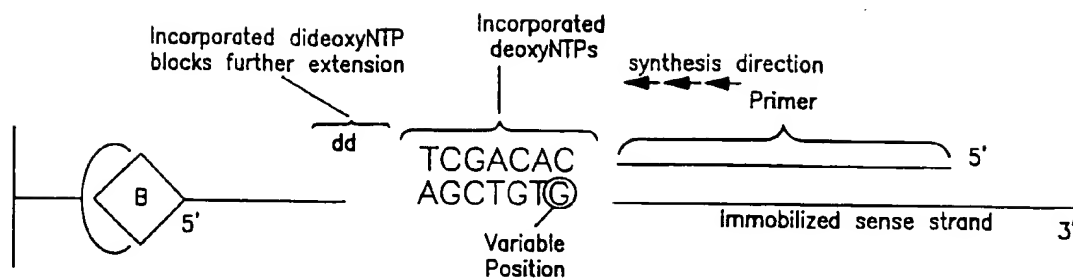 Incorporated dideoxyNTP
blocks further extension
Incorporated
deoxyNTPs
synthesis direction
Primer
dd
TCGACAC
5'
AGCTGTG
B
5'
Immobilized sense strand
3'
Variable
Position